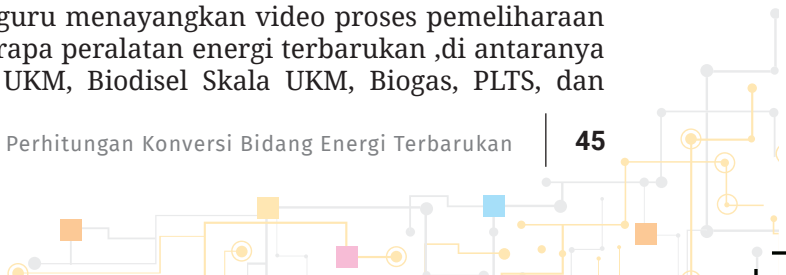 guru menayangkan video proses pemeliharaan
rapa peralatan energi terbarukan ,di antaranya
UKM, Biodisel Skala UKM, Biogas, PLTS, dan
Perhitungan Konversi Bidang Energi Terbarukan 45